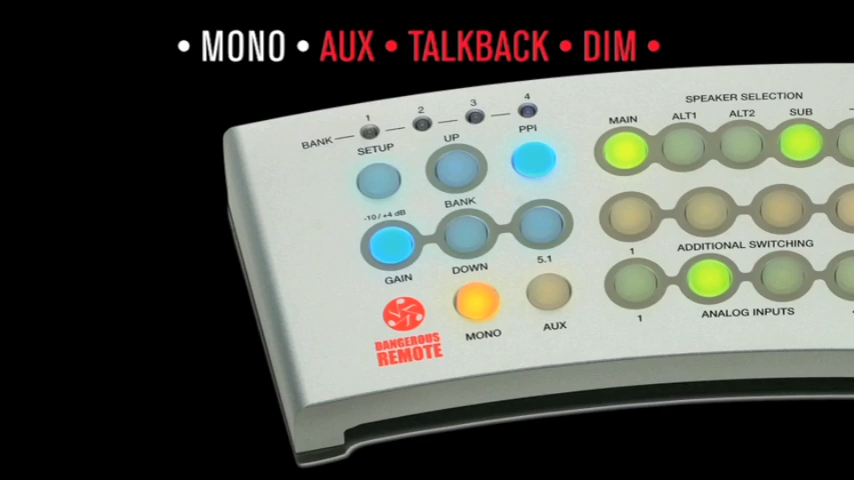 • MONO • AUX • TALKBACK • DIM •
SPEAKER SELECTION
BANK 1 2 3 4
SETUP UP PPI
MAIN ALT1 ALT2 SUB
-10 / +4 dB BANK
GAIN DOWN 5.1
1 ADDITIONAL SWITCHING
MONO AUX
1 ANALOG INPUTS
DANGEROUS
REMOTE